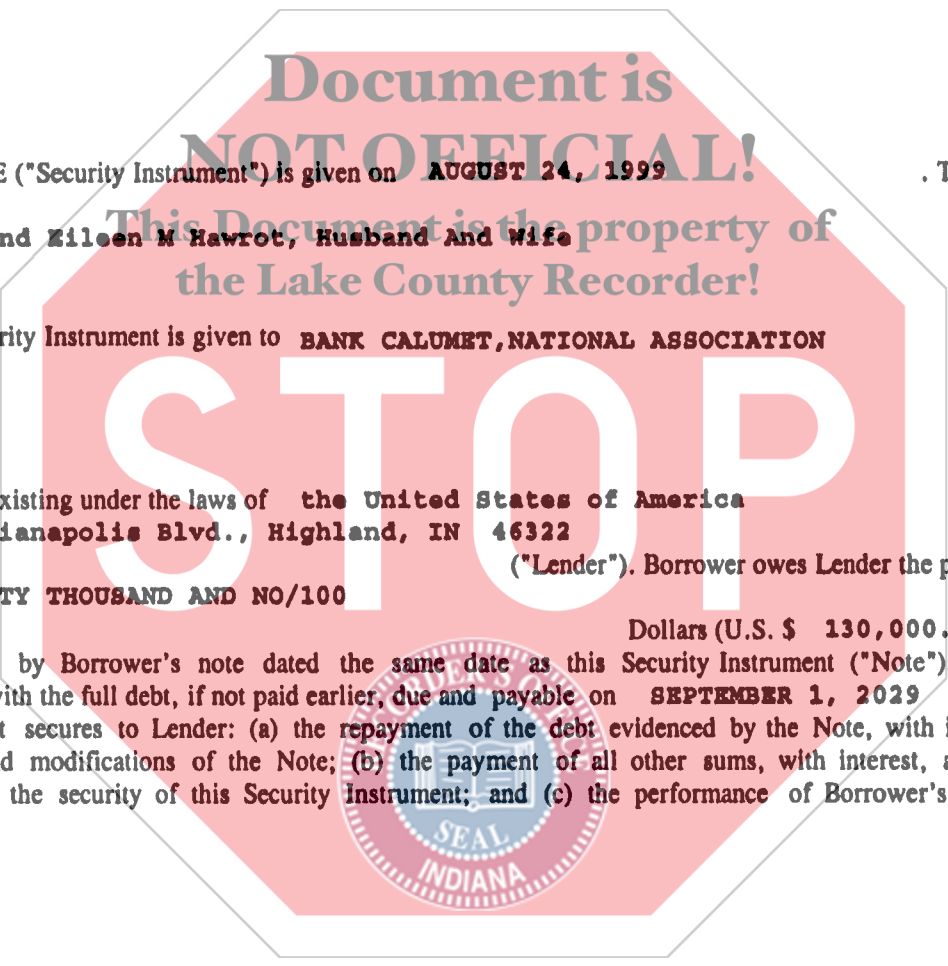 Document is
NOT OFFICIAL!
E ("Security Instrument") is given on AUGUST 24, 1999 . T
This Document is the property of
nd Eileen M Hawrot, Husband And Wife
the Lake County Recorder!
rity Instrument is given to BANK CALUMET,NATIONAL ASSOCIATION
STOP
xisting under the laws of the United States of America
ianapolis Blvd., Highland, IN 46322
("Lender"). Borrower owes Lender the p
TY THOUSAND AND NO/100
Dollars (U.S. $ 130,000.
by Borrower's note dated the same date as this Security Instrument ("Note")
with the full debt, if not paid earlier, due and payable on SEPTEMBER 1, 2029
t secures to Lender: (a) the repayment of the debt evidenced by the Note, with i
d modifications of the Note; (b) the payment of all other sums, with interest, a
the security of this Security Instrument; and (c) the performance of Borrower's
RECORDER'S OFFICE
SEAL
INDIANA